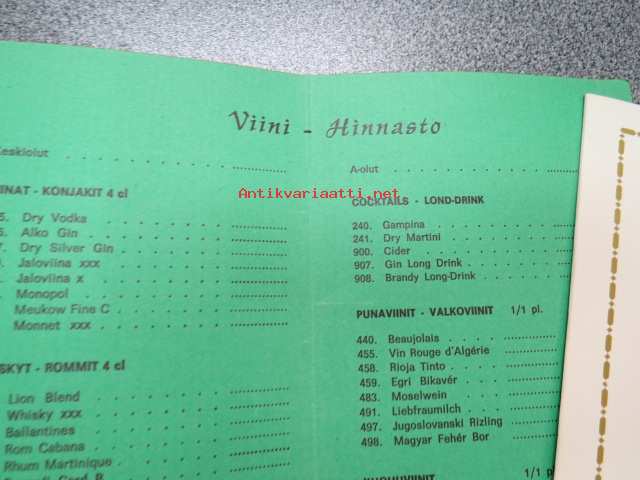 Viini - Hinnasto
Keskiolut
INAT - KONJAKIT 4 cl
5. Dry Vodka
Alko Gin
7. Dry Silver Gin
Jaloviina xxx
Jaloviina x
Monopol
Meukow Fine C
Monnet xxx
SKYT - ROMMIT 4 cl
Lion Blend
Whisky xxx
Ballantines
Rom Cabana
Rhum Martinique
A-olut
COCKTAILS - LOND-DRINK
240. Gampina
241. Dry Martini
900. Cider
907. Gin Long Drink
908. Brandy Long-Drink
PUNAVIINIT - VALKOVIINIT 1/1 pl.
440. Beaujolais
455. Vin Rouge d'Algérie
458. Rioja Tinto
459. Egri Bikavér
483. Moselwein
491. Liebfraumilch
497. Jugoslovanski Rizling
498. Magyar Fehér Bor
1/1 p
Antikvariaatti.net